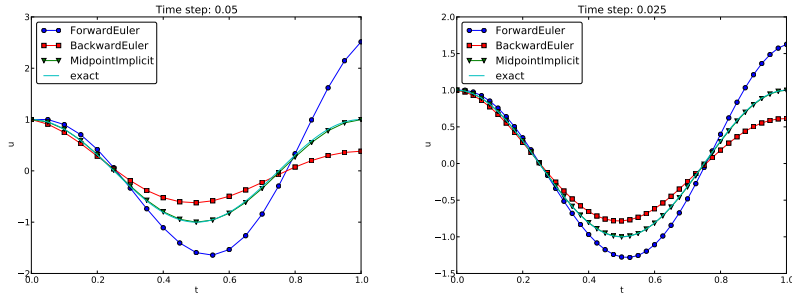 Time step: 0.05
3
2
1
0
−1
−2
0.0 0.2 0.4 0.6 0.8 1.0
t
u
ForwardEuler
BackwardEuler
MidpointImplicit
exact
Time step: 0.025
2.0
1.5
1.0
0.5
0.0
−0.5
−1.0
−1.5
0.0 0.2 0.4 0.6 0.8 1.0
t
u
ForwardEuler
BackwardEuler
MidpointImplicit
exact